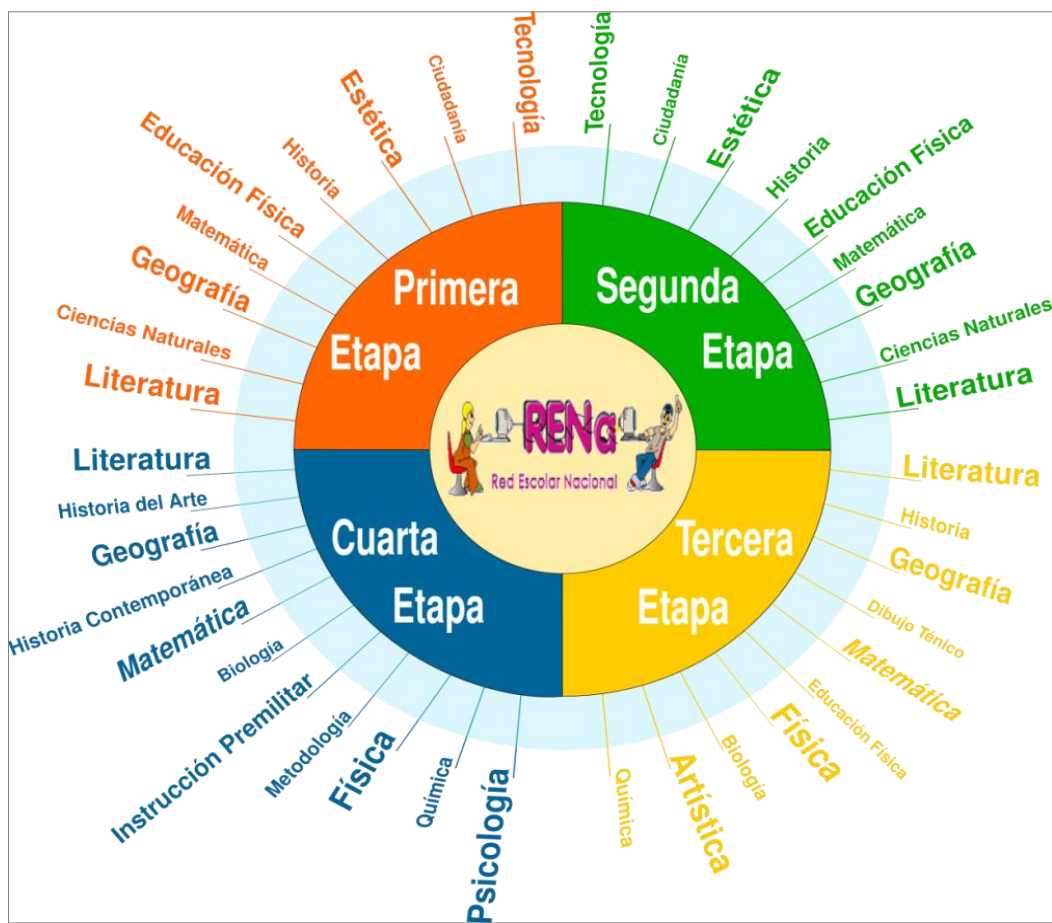 Tecnología
Ciudadanía
Estética
Historia
Educación Física
Matemática
Geografía
Ciencias Naturales
Literatura
Primera
Etapa
Tecnología
Ciudadanía
Estética
Historia
Educación Física
Matemática
Geografía
Ciencias Naturales
Literatura
Segunda
Etapa
RENa
Red Escolar Nacional
Literatura
Historia
Geografía
Dibujo Ténico
Matemática
Educación Física
Física
Biología
Artística
Química
Tercera
Etapa
Literatura
Historia del Arte
Geografía
Historia Contemporánea
Matemática
Biología
Instrucción Premilitar
Metodología
Física
Química
Psicología
Cuarta
Etapa